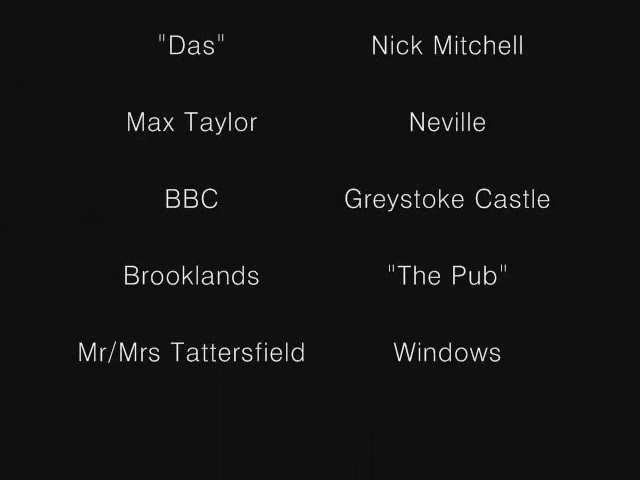 "Das" Nick Mitchell
Max Taylor Neville
BBC Greystoke Castle
Brooklands "The Pub"
Mr/Mrs Tattersfield Windows